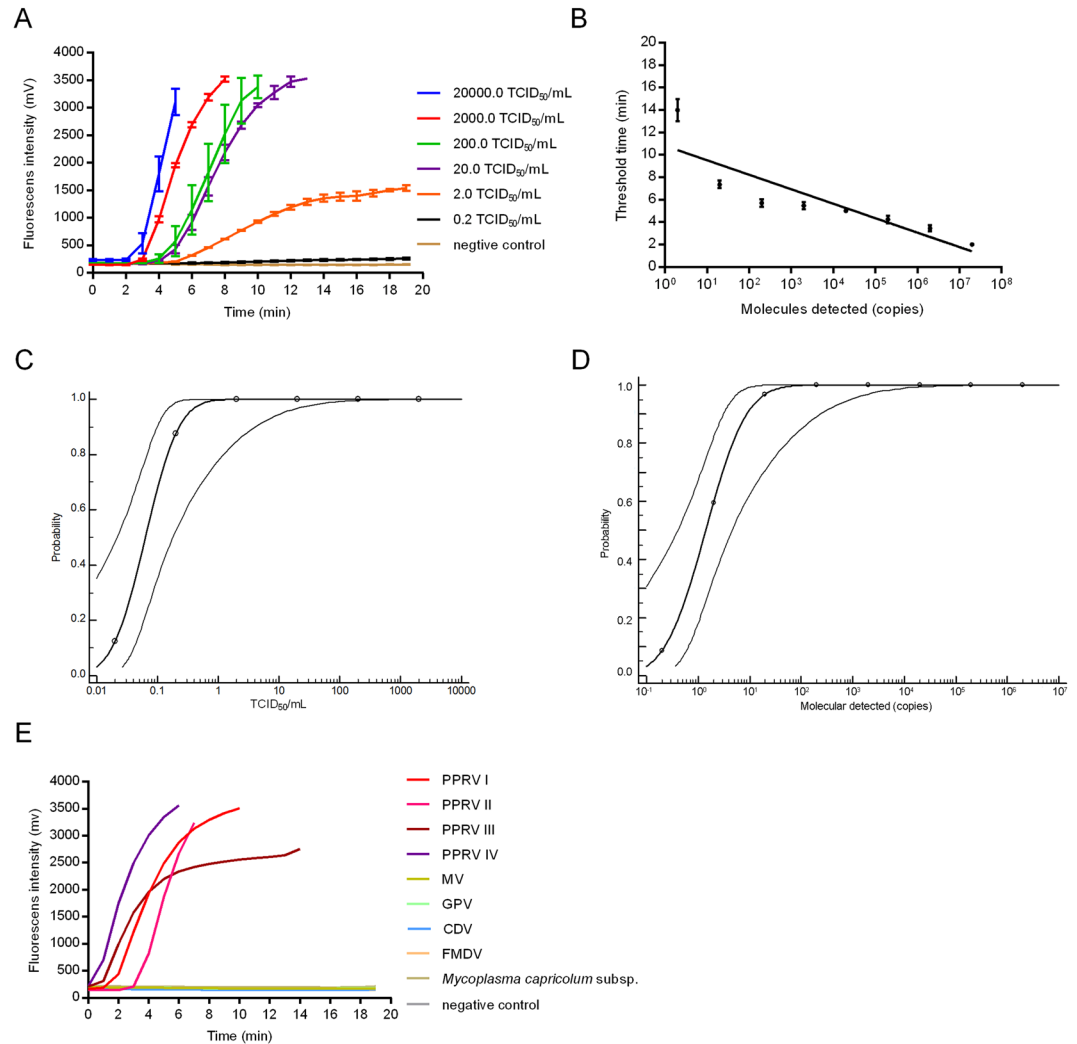 A
Fluorescens intensity (mV)
4000
3500
3000
2500
2000
1500
1000
500
0
0 2 4 6 8 10 12 14 16 18 20
Time (min)
20000.0 TCID50/mL
2000.0 TCID50/mL
200.0 TCID50/mL
20.0 TCID50/mL
2.0 TCID50/mL
0.2 TCID50/mL
negtive control
B
Threshold time (min)
20
18
16
14
12
10
8
6
4
2
0
10^0 10^1 10^2 10^3 10^4 10^5 10^6 10^7 10^8
Molecules detected (copies)
C
Probability
1.0
0.8
0.6
0.4
0.2
0.0
0.01 0.1 1 10 100 1000 10000
TCID50/mL
D
Probability
1.0
0.8
0.6
0.4
0.2
0.0
10^-1 10^0 10^1 10^2 10^3 10^4 10^5 10^6 10^7
Molecular detected (copies)
E
Fluorescens intensity (mv)
4000
3500
3000
2500
2000
1500
1000
500
0
0 2 4 6 8 10 12 14 16 18 20
Time (min)
PPRV I
PPRV II
PPRV III
PPRV IV
MV
GPV
CDV
FMDV
Mycoplasma capricolum subsp.
negative control